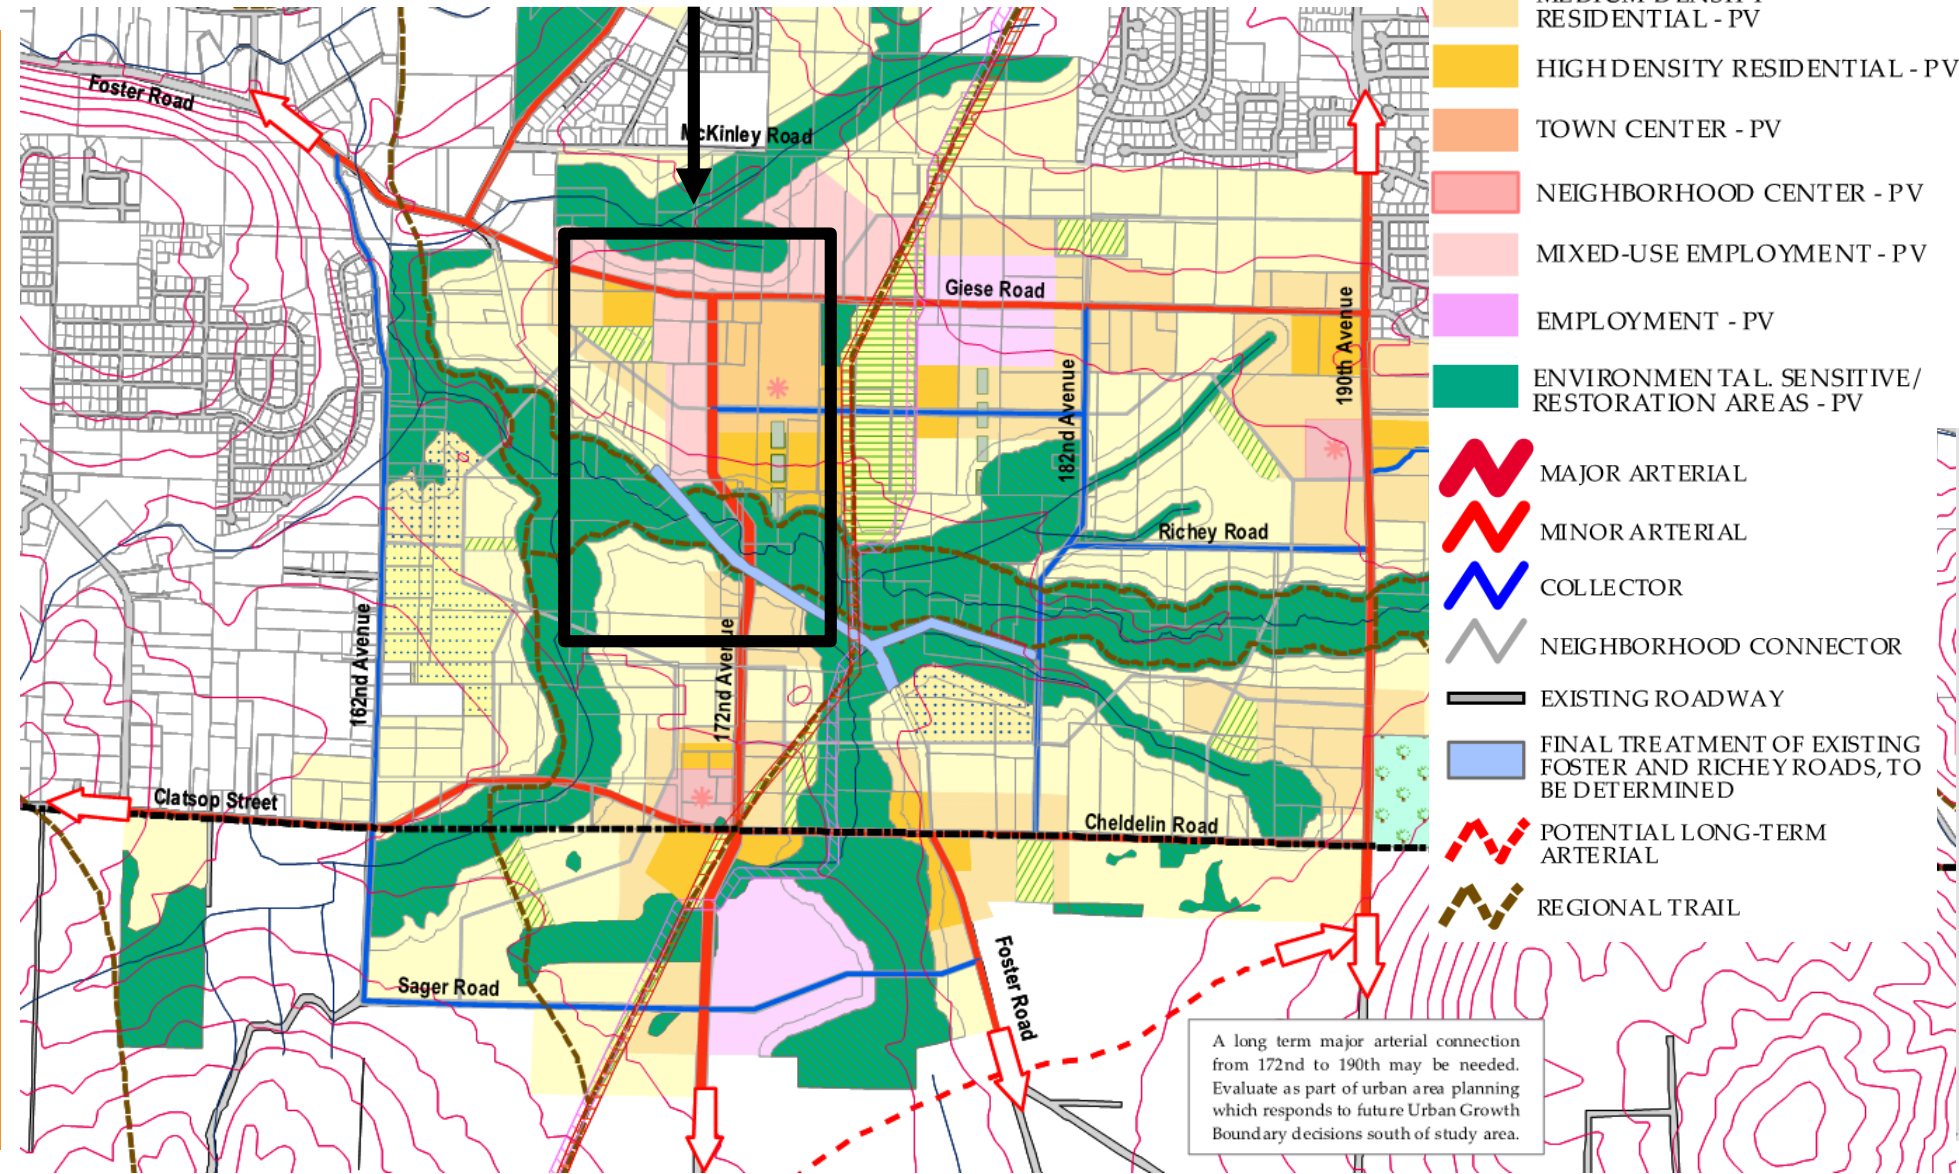 MEDIUM DENSITY
RESIDENTIAL - PV
HIGH DENSITY RESIDENTIAL - PV
TOWN CENTER - PV
NEIGHBORHOOD CENTER - PV
MIXED-USE EMPLOYMENT - PV
EMPLOYMENT - PV
ENVIRONMENTAL. SENSITIVE/
RESTORATION AREAS - PV
MAJOR ARTERIAL
MINOR ARTERIAL
COLLECTOR
NEIGHBORHOOD CONNECTOR
EXISTING ROADWAY
FINAL TREATMENT OF EXISTING
FOSTER AND RICHEY ROADS, TO
BE DETERMINED
POTENTIAL LONG-TERM
ARTERIAL
REGIONAL TRAIL
Foster Road
McKinley Road
Giese Road
190th Avenue
182nd Avenue
Richey Road
162nd Avenue
172nd Avenue
Clatsop Street
Cheldelin Road
Sager Road
Foster Road
A long term major arterial connection
from 172nd to 190th may be needed.
Evaluate as part of urban area planning
which responds to future Urban Growth
Boundary decisions south of study area.